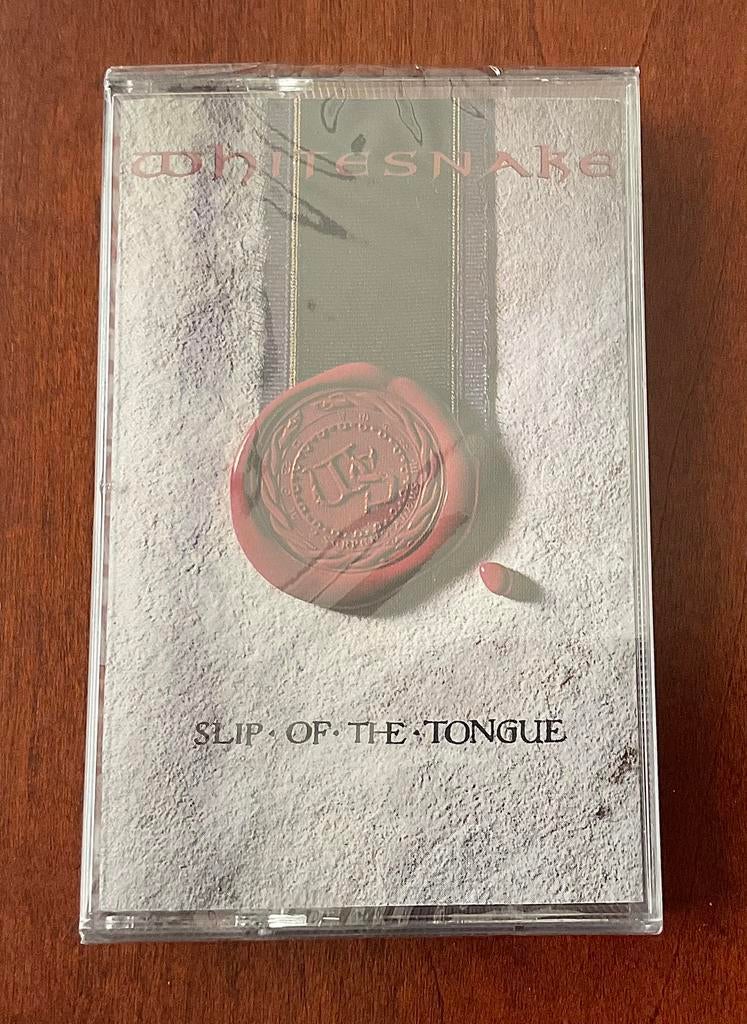 WHITESNAKE
SLIP · OF · THE · TONGUE